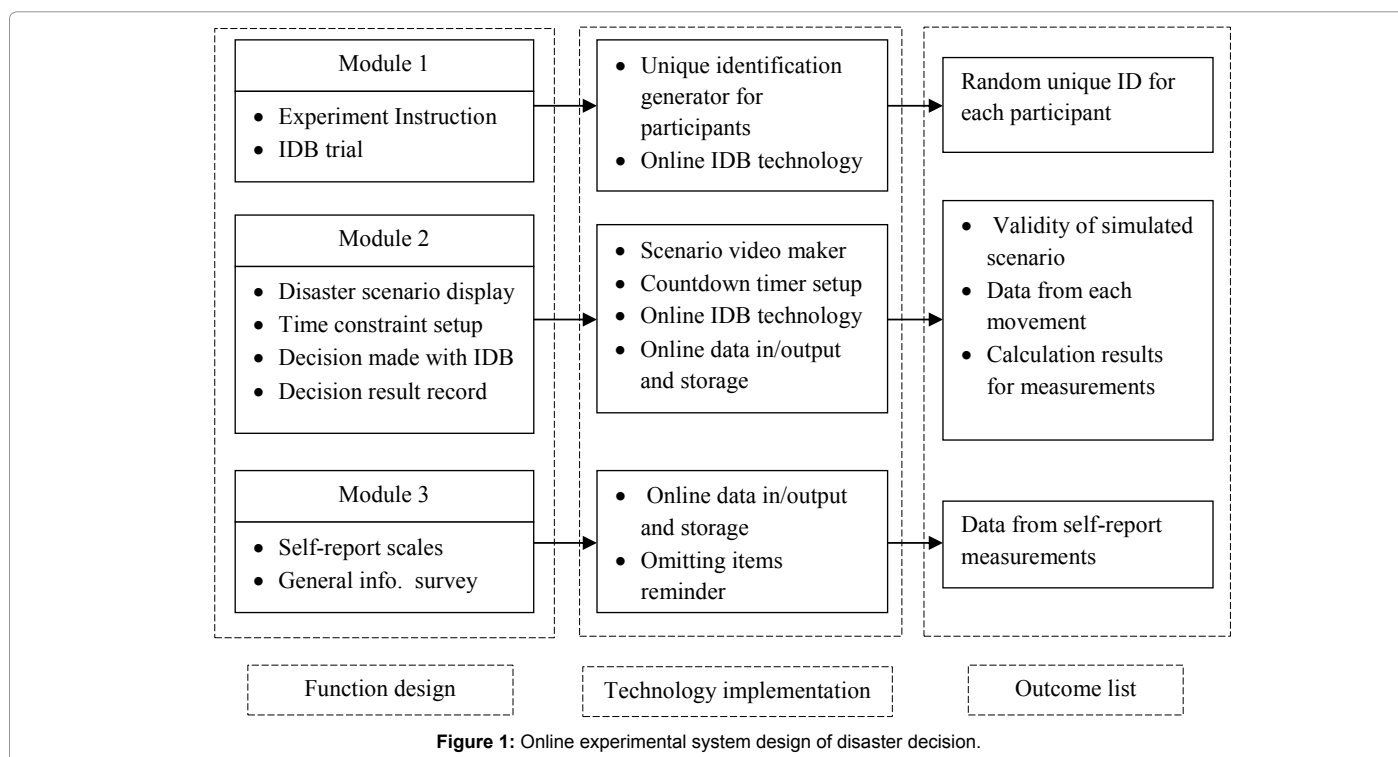 Module 1
• Experiment Instruction
• IDB trial
• Unique identification
generator for
participants
• Online IDB technology
Random unique ID for
each participant
Module 2
• Disaster scenario display
• Time constraint setup
• Decision made with IDB
• Decision result record
• Scenario video maker
• Countdown timer setup
• Online IDB technology
• Online data in/output
and storage
• Validity of simulated
scenario
• Data from each
movement
• Calculation results
for measurements
Module 3
• Self-report scales
• General info. survey
• Online data in/output
and storage
• Omitting items
reminder
Data from self-report
measurements
Function design
Technology implementation
Outcome list
Figure 1: Online experimental system design of disaster decision.